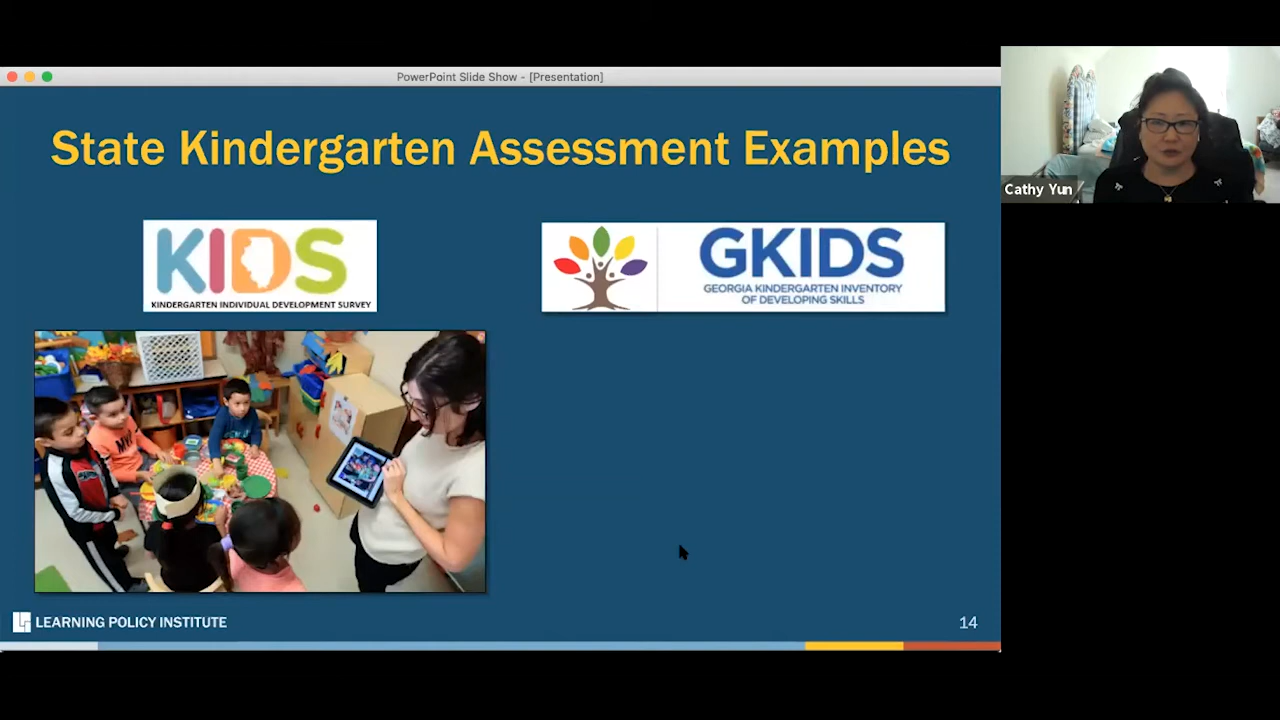 PowerPoint Slide Show - [Presentation]
State Kindergarten Assessment Examples
KIDS
KINDERGARTEN INDIVIDUAL DEVELOPMENT SURVEY
GKIDS
GEORGIA KINDERGARTEN INVENTORY
OF DEVELOPING SKILLS
Cathy Yun
LEARNING POLICY INSTITUTE
14